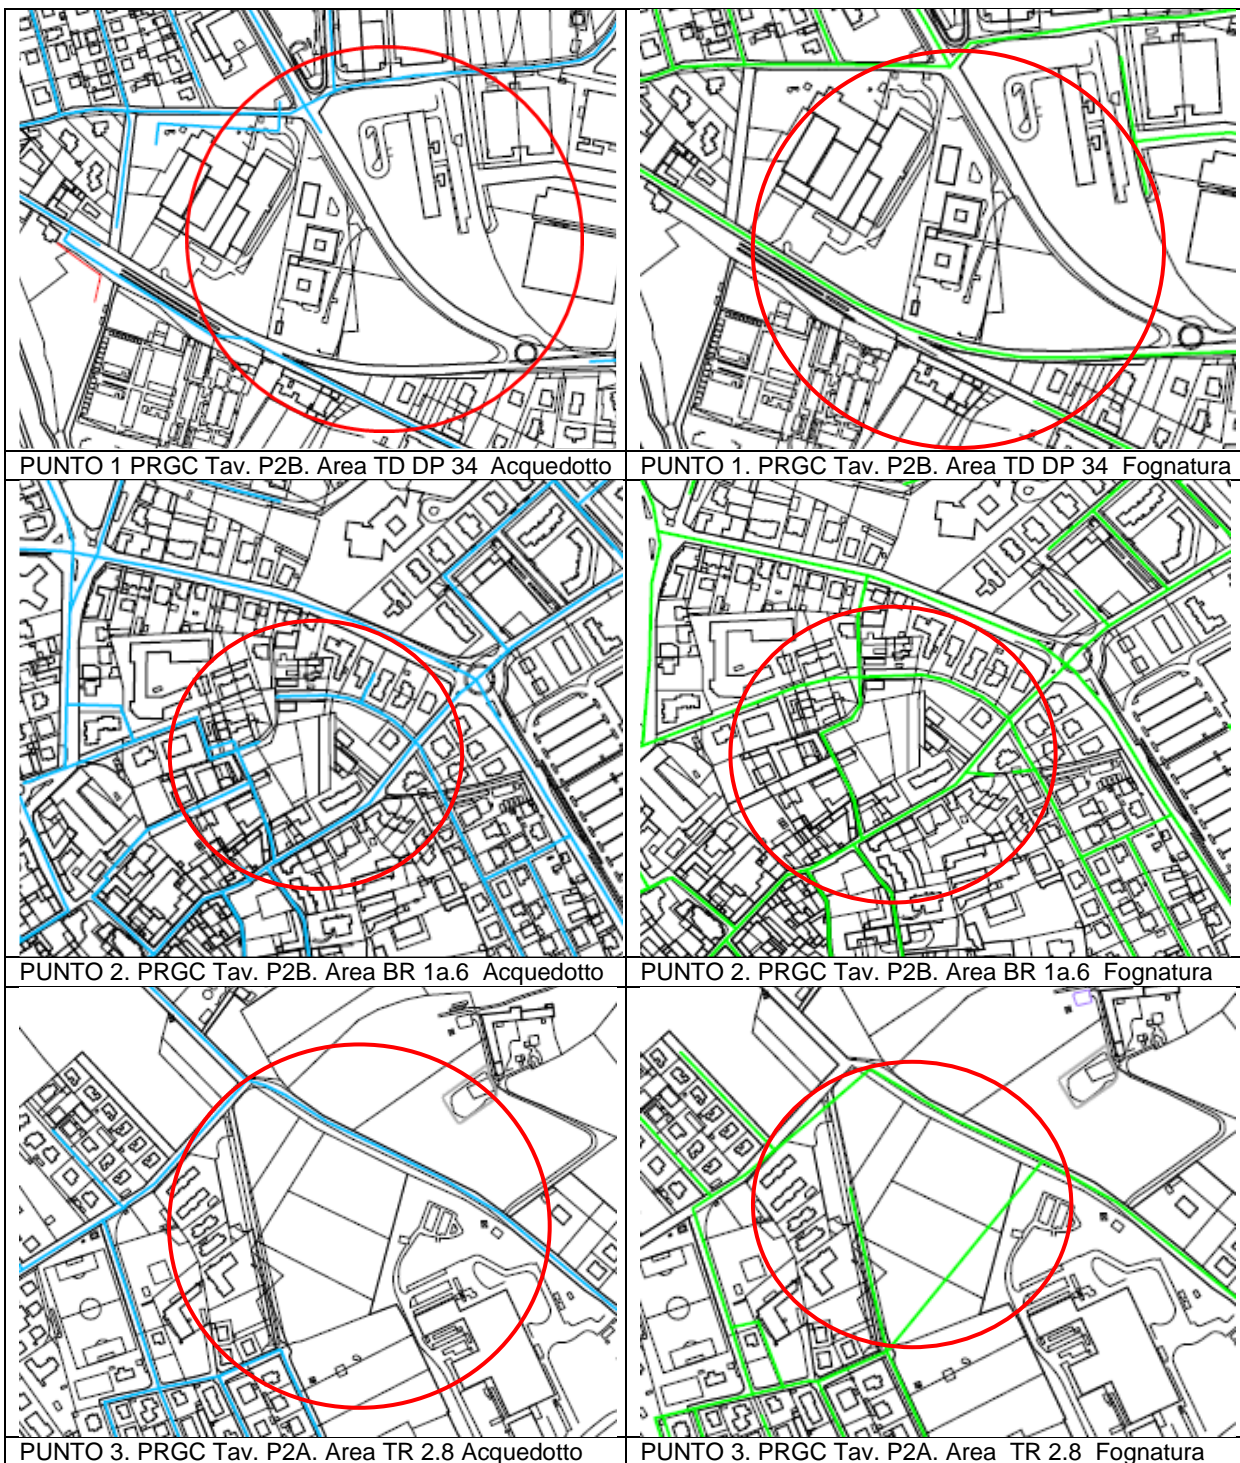 PUNTO 1 PRGC Tav. P2B. Area TD DP 34 Acquedotto
PUNTO 1. PRGC Tav. P2B. Area TD DP 34 Fognatura
PUNTO 2. PRGC Tav. P2B. Area BR 1a.6 Acquedotto
PUNTO 2. PRGC Tav. P2B. Area BR 1a.6 Fognatura
PUNTO 3. PRGC Tav. P2A. Area TR 2.8 Acquedotto
PUNTO 3. PRGC Tav. P2A. Area TR 2.8 Fognatura